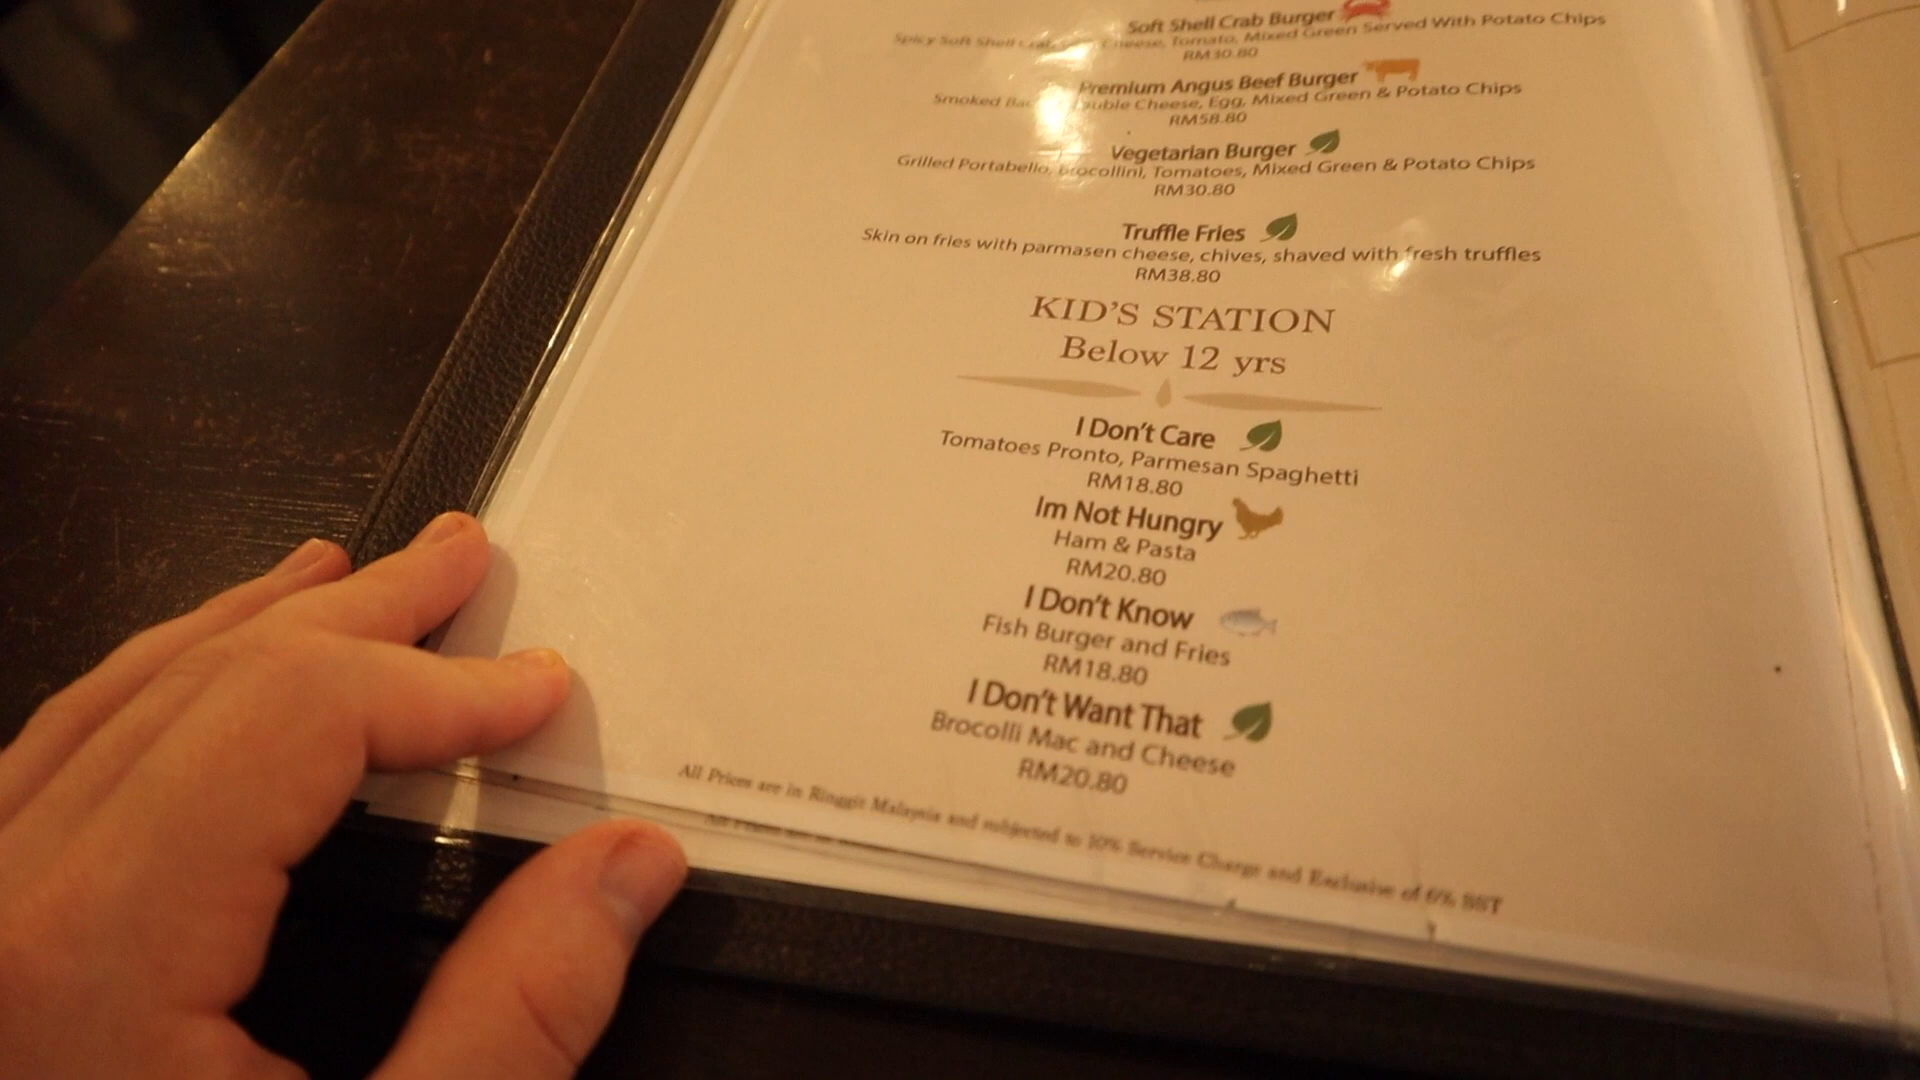 Soft Shell Crab Burger
Spicy Soft Shell Crab, Cheese, Tomato, Mixed Green Served With Potato Chips
RM30.80
Premium Angus Beef Burger
Smoked Double Cheese, Egg, Mixed Green & Potato Chips
RM58.80
Vegetarian Burger
Grilled Portabello, Brocollini, Tomatoes, Mixed Green & Potato Chips
RM30.80
Truffle Fries
Skin on fries with parmasen cheese, chives, shaved with fresh truffles
RM38.80
KID'S STATION
Below 12 yrs
I Don't Care
Tomatoes Pronto, Parmesan Spaghetti
RM18.80
Im Not Hungry
Ham & Pasta
RM20.80
I Don't Know
Fish Burger and Fries
RM18.80
I Don't Want That
Brocolli Mac and Cheese
RM20.80
All Prices are in Ringgit Malaysia and subjected to 10% Service Charge and Exclusive of 6% SST